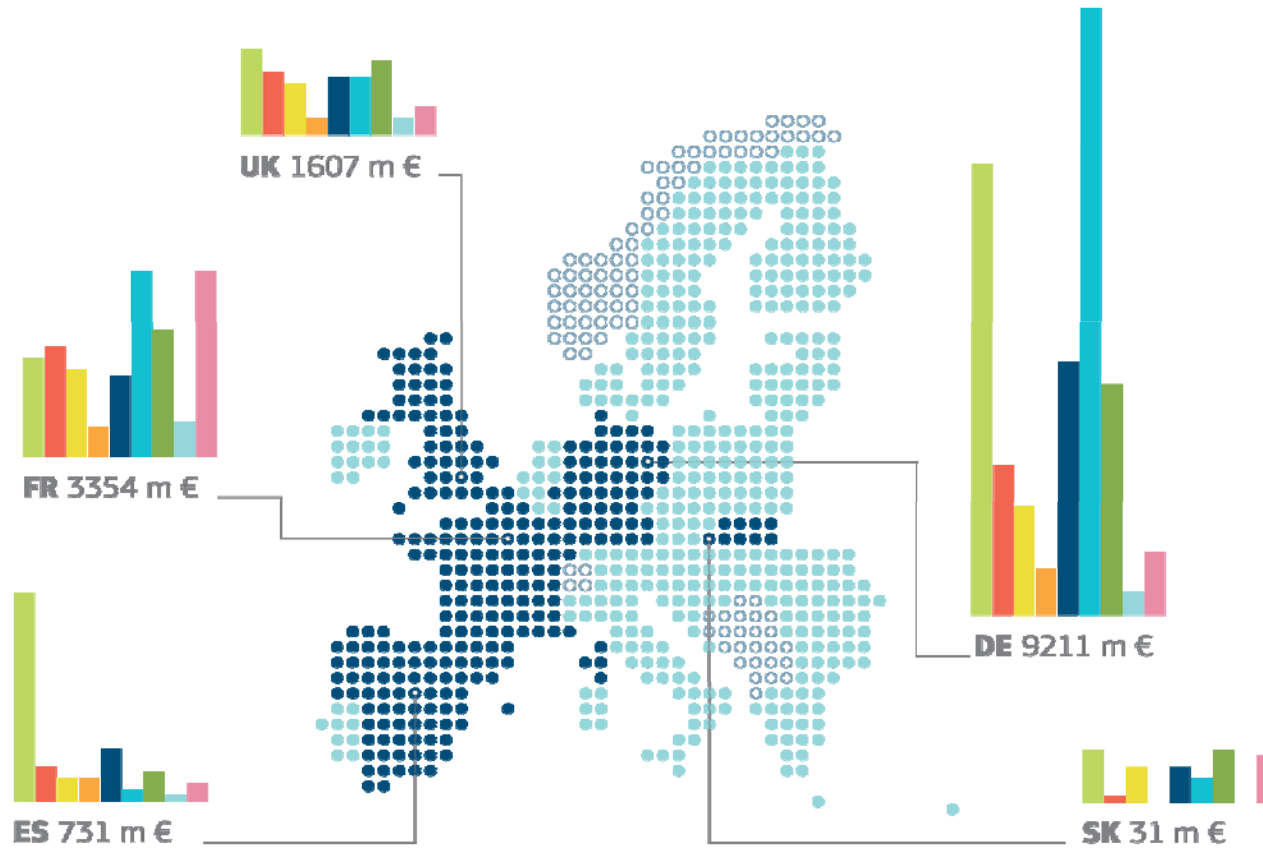 UK 1607 m €
FR 3354 m €
DE 9211 m €
ES 731 m €
SK 31 m €